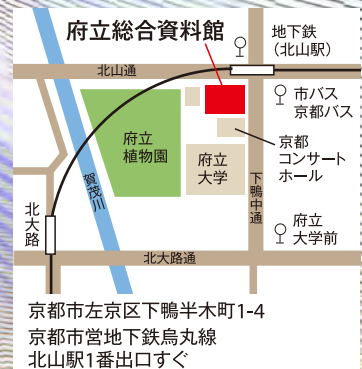 府立総合資料館
地下鉄
(北山駅)
北山通
市バス
京都バス
府立
植物園
京都
コンサート
ホール
府立
大学
賀茂川
下鴨中通
北大路
府立
大学前
北大路通
京都市左京区下鴨半木町1-4
京都市営地下鉄烏丸線
北山駅1番出口すぐ